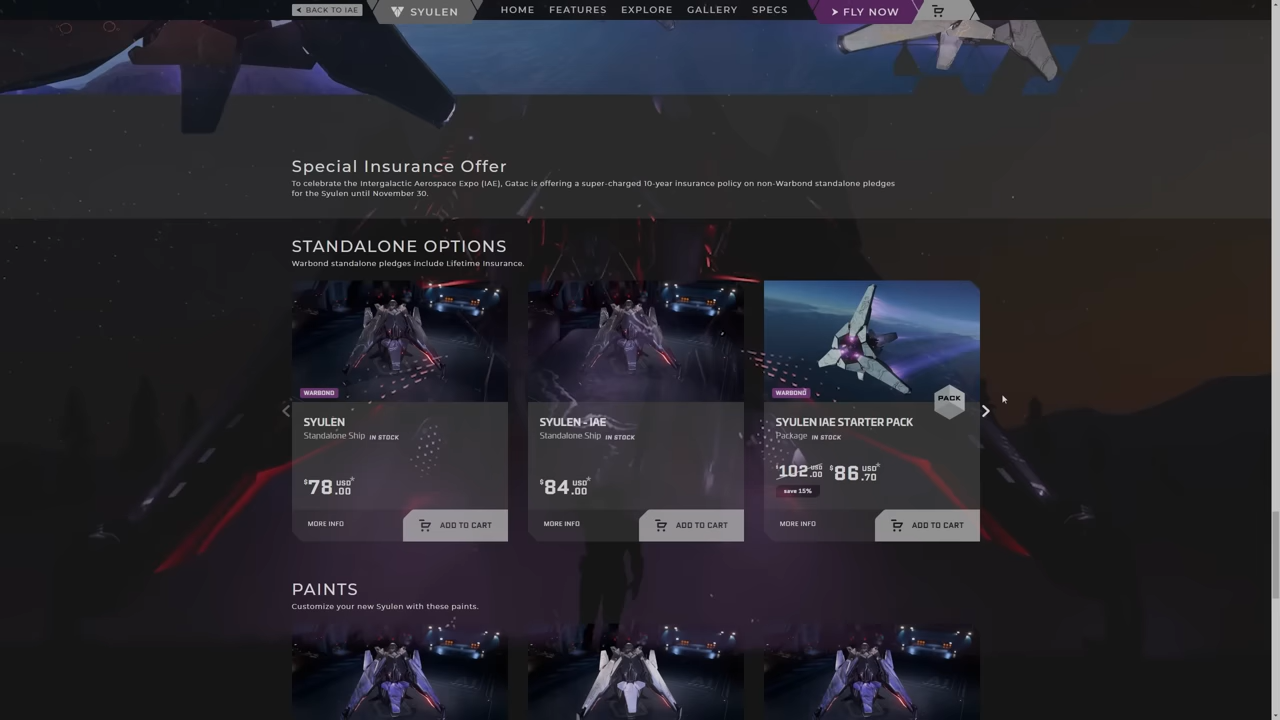 BACK TO IAE
SYULEN
HOME FEATURES EXPLORE GALLERY SPECS
FLY NOW
Special Insurance Offer
To celebrate the Intergalactic Aerospace Expo (IAE), Gatac is offering a super-charged 10-year insurance policy on non-Warbond standalone pledges
for the Syulen until November 30.
STANDALONE OPTIONS
Warbond standalone pledges include Lifetime Insurance.
WARBOND
SYULEN
Standalone Ship IN STOCK
$78 USD* .00
MORE INFO
ADD TO CART
SYULEN - IAE
Standalone Ship IN STOCK
$84 USD* .00
MORE INFO
ADD TO CART
WARBOND
PACK
SYULEN IAE STARTER PACK
Package IN STOCK
$102 USD .00 $86 USD* .70
save 15%
MORE INFO
ADD TO CART
PAINTS
Customize your new Syulen with these paints.